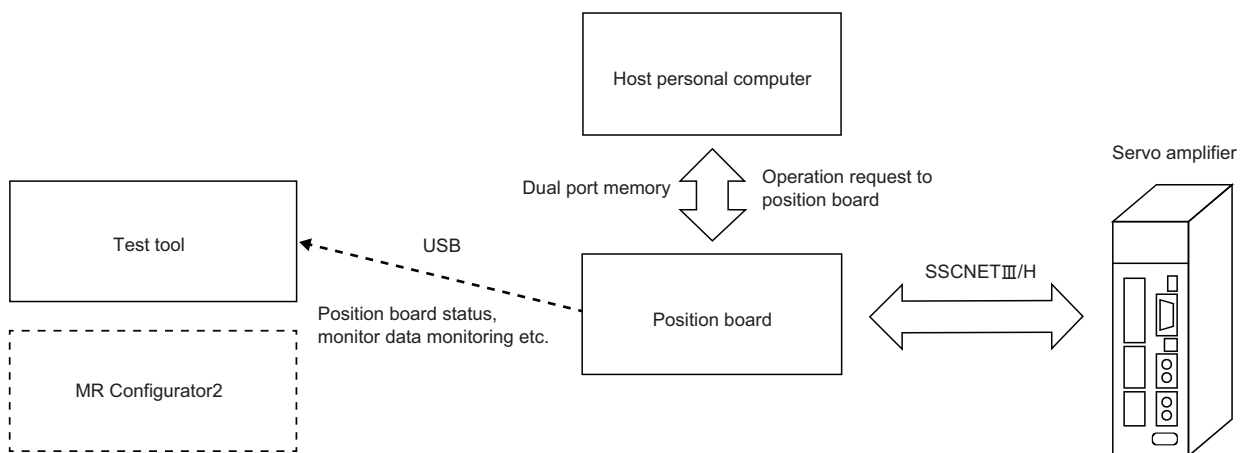 Host personal computer
Servo amplifier
Dual port memory
Operation request to
position board
Test tool
USB
SSCNETⅢ/H
Position board status,
monitor data monitoring etc.
Position board
MR Configurator2